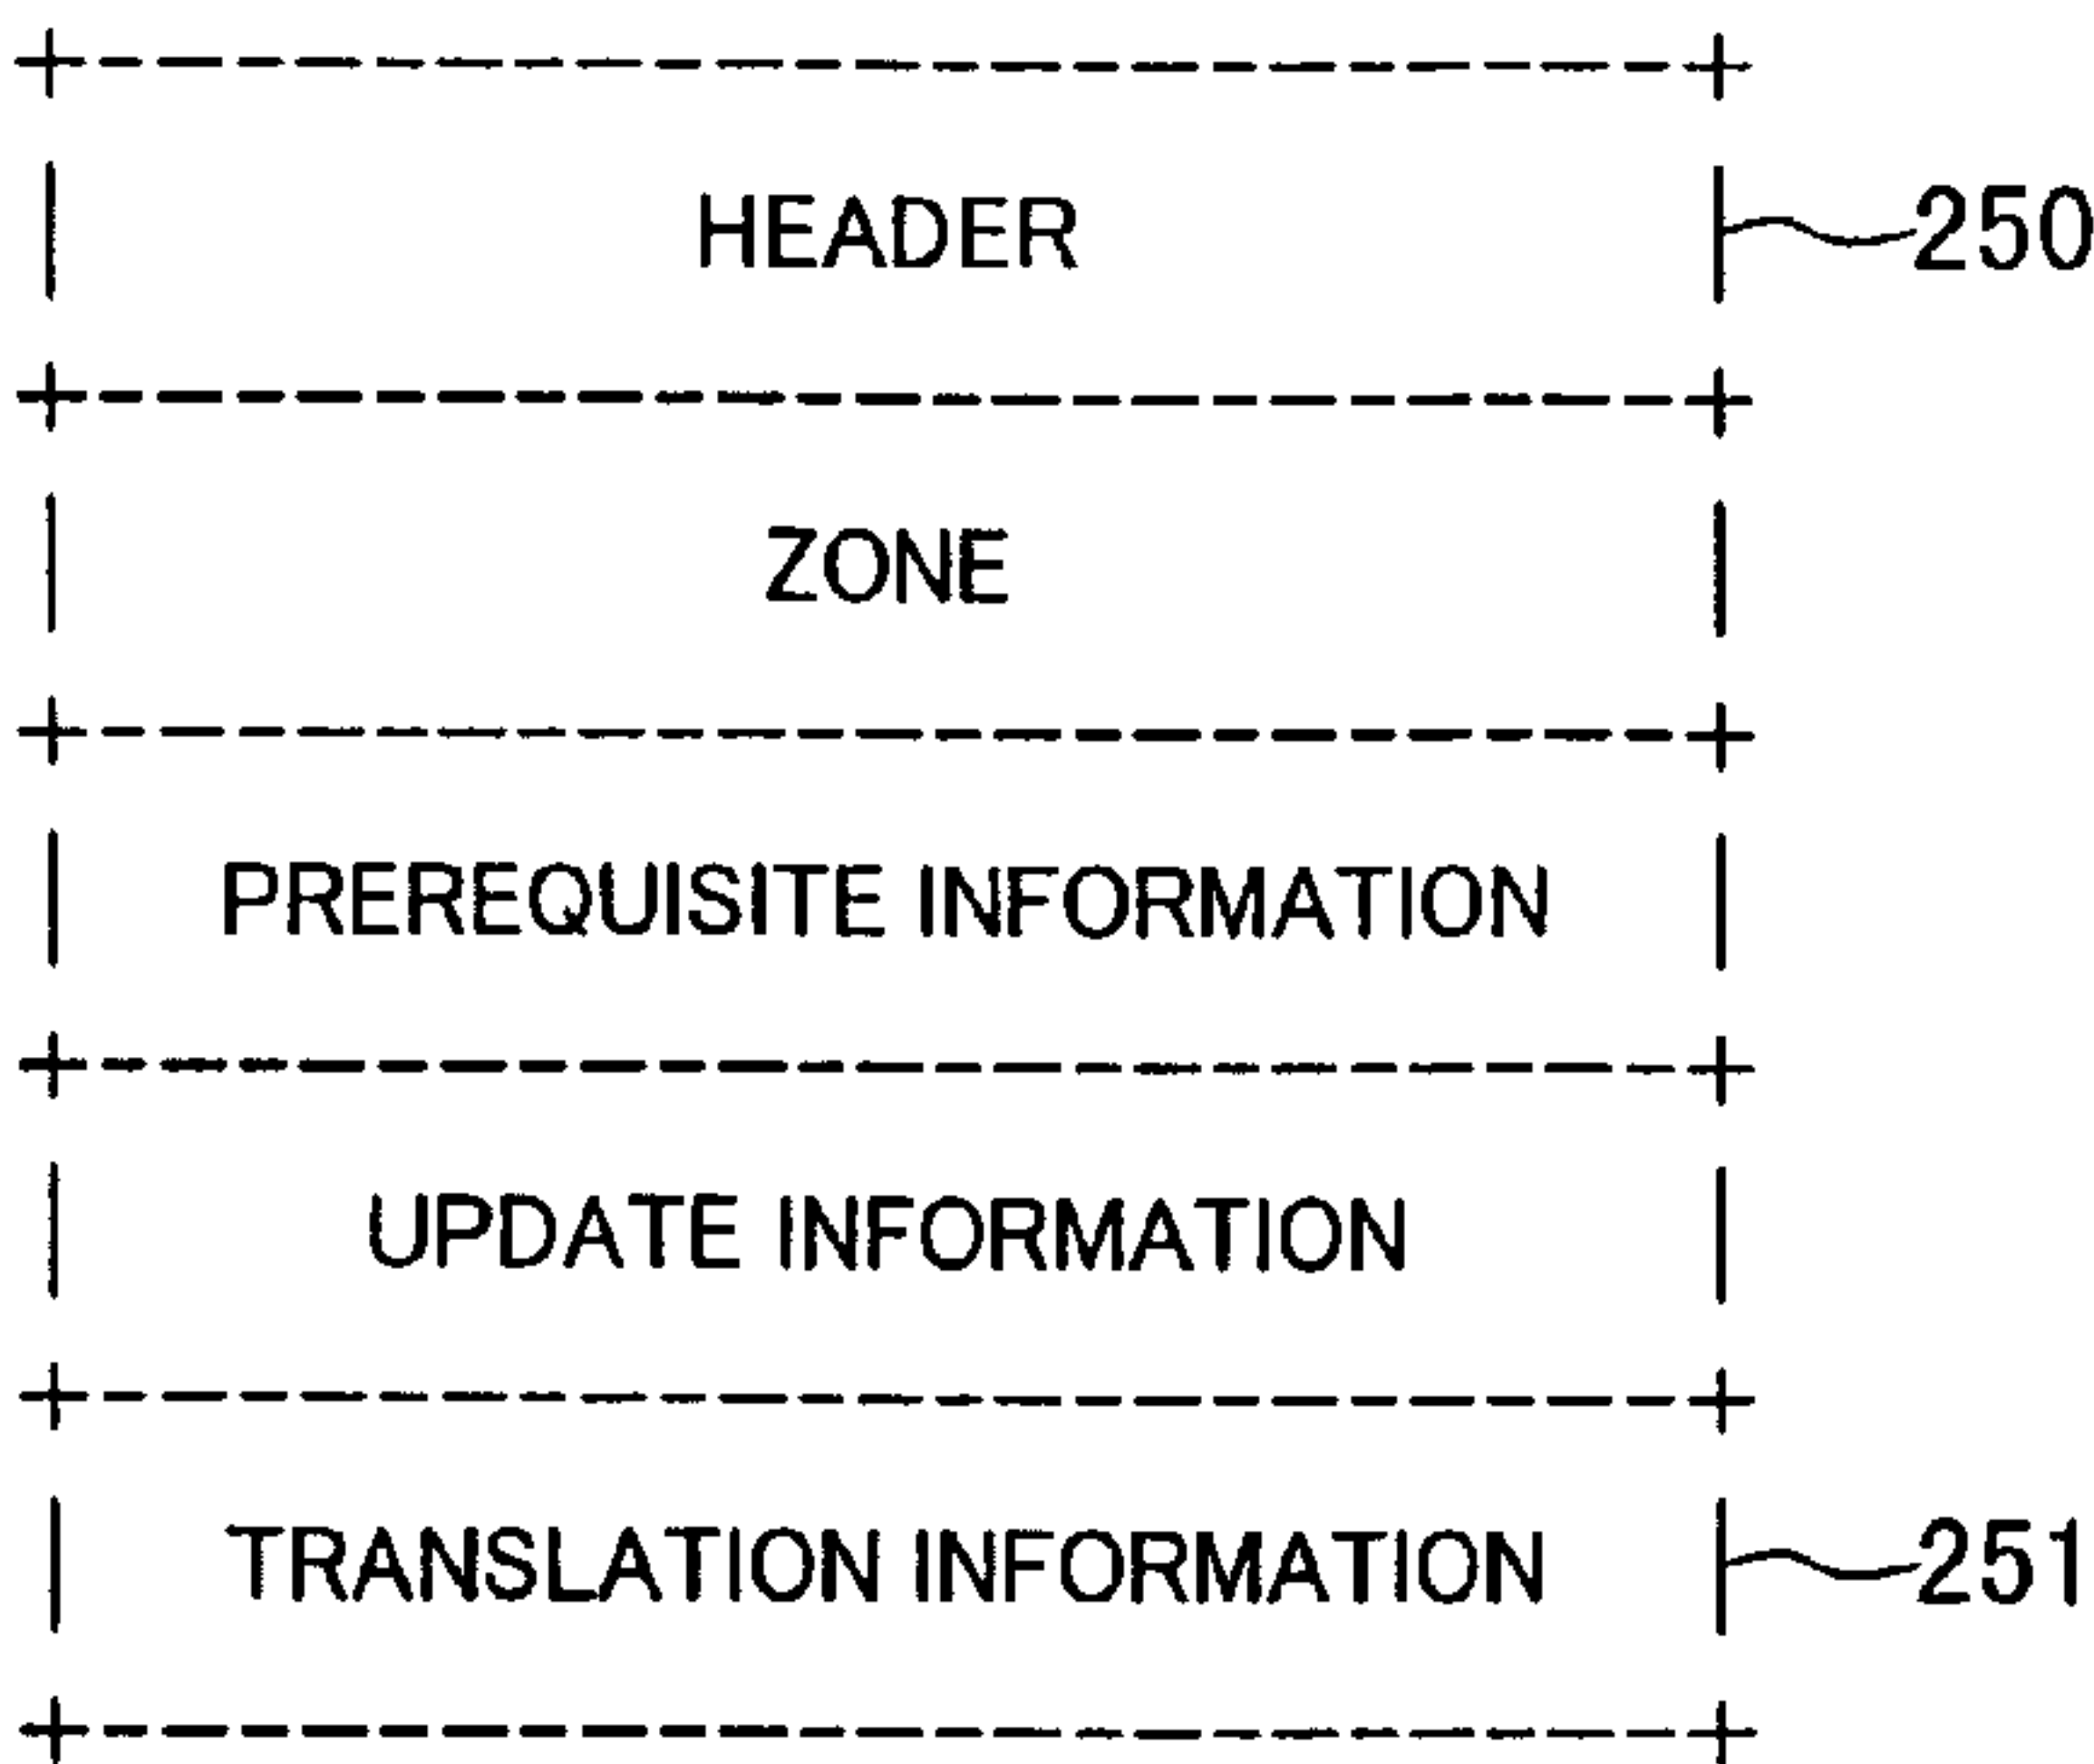 HEADER 250
ZONE
PREREQUISITE INFORMATION
UPDATE INFORMATION
TRANSLATION INFORMATION 251